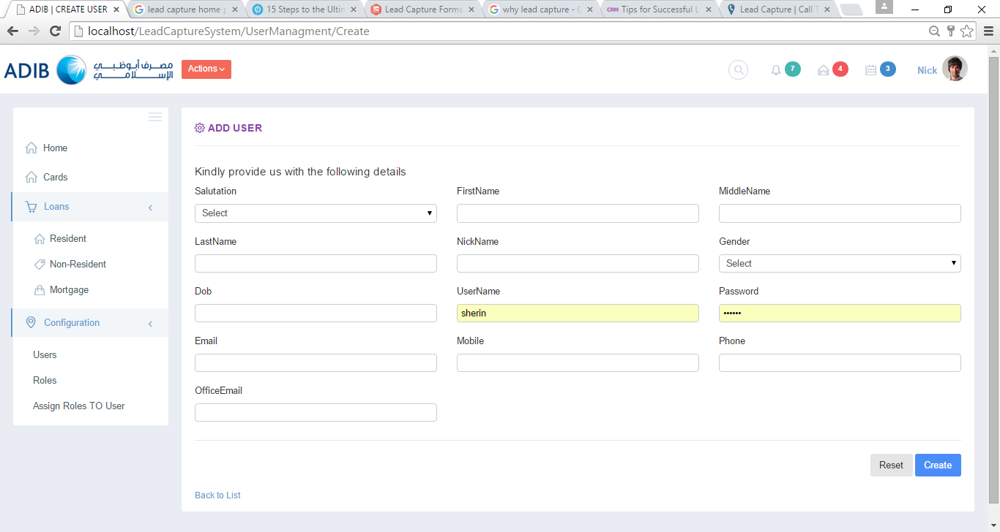 ADIB | CREATE USER
lead capture home p
15 Steps to the Ultim
Lead Capture Forms
why lead capture - G
CRM Tips for Successful L
Lead Capture | Call T
localhost/LeadCaptureSystem/UserManagment/Create
ADIB
مصرف أبوظبي
الإسلامي
Actions
7
4
3
Nick
Home
Cards
Loans
Resident
Non-Resident
Mortgage
Configuration
Users
Roles
Assign Roles TO User
ADD USER
Kindly provide us with the following details
Salutation
FirstName
MiddleName
Select
LastName
NickName
Gender
Select
Dob
UserName
Password
sherin
••••••
Email
Mobile
Phone
OfficeEmail
Reset
Create
Back to List